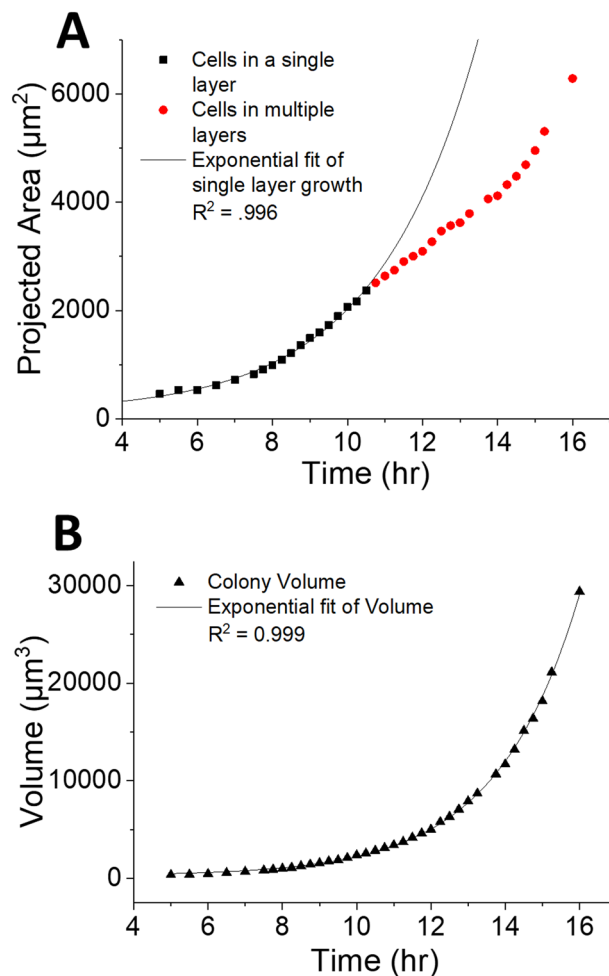 A
Cells in a single
layer
Cells in multiple
layers
Exponential fit of
single layer growth
R² = .996
Projected Area (µm²)
6000
4000
2000
0
4 6 8 10 12 14 16
Time (hr)
B
Colony Volume
Exponential fit of Volume
R² = 0.999
Volume (µm³)
30000
20000
10000
0
4 6 8 10 12 14 16
Time (hr)